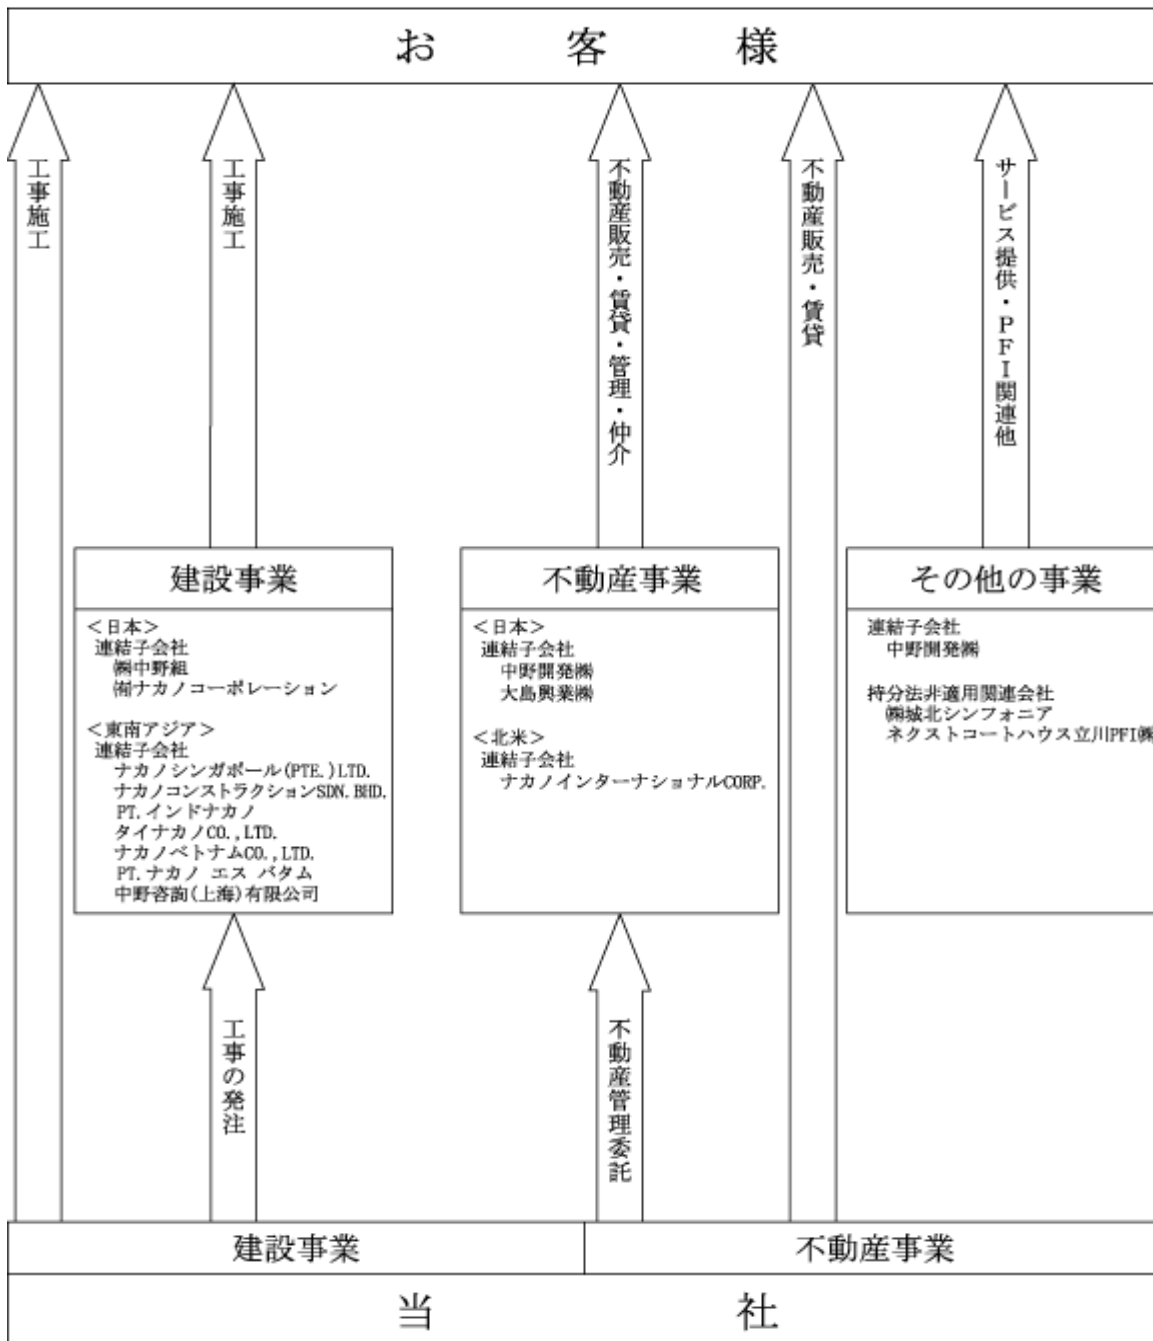 お客様
工事施工
工事施工
不動産販売・賃貸・管理・仲介
不動産販売・賃貸
サービス提供・PFI関連他
建設事業
＜日本＞
連結子会社
㈱中野組
㈲ナカノコーポレーション
＜東南アジア＞
連結子会社
ナカノシンガポール(PTE.)LTD.
ナカノコンストラクションSDN.BHD.
PT.インドナカノ
タイナカノCO.,LTD.
ナカノベトナムCO.,LTD.
PT.ナカノ エス バタム
中野咨詢(上海)有限公司
不動産事業
＜日本＞
連結子会社
中野開発㈱
大島興業㈱
＜北米＞
連結子会社
ナカノインターナショナルCORP.
その他の事業
連結子会社
中野開発㈱
持分法非適用関連会社
㈱城北シンフォニア
ネクストコートハウス立川PFI㈱
工事の発注
不動産管理委託
建設事業
不動産事業
当社